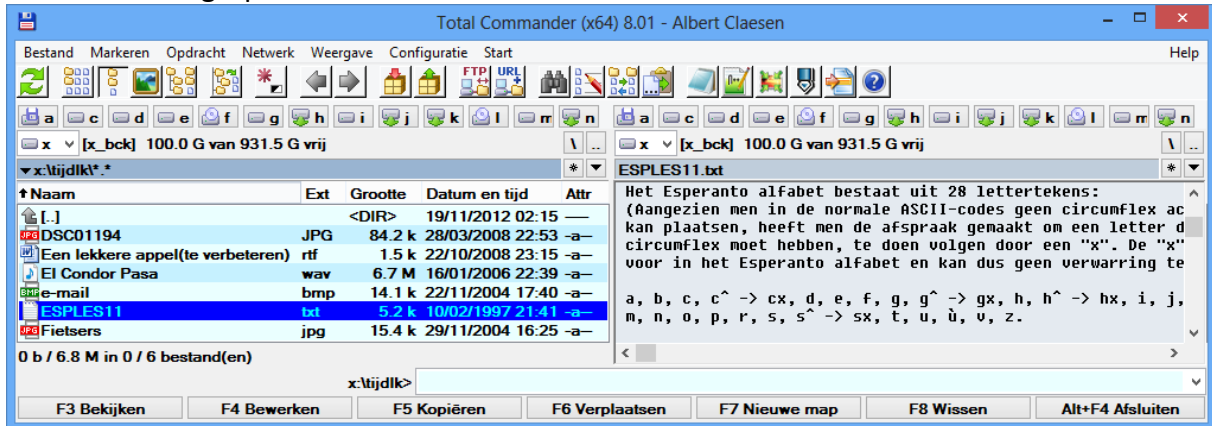 Total Commander (x64) 8.01 - Albert Claesen
Bestand Markeren Opdracht Netwerk Weergave Configuratie Start Help
FTP URL
a c d e f g h i j k l m n a c d e f g h i j k l m n
x [x_bck] 100.0 G van 931.5 G vrij \ .. x [x_bck] 100.0 G van 931.5 G vrij \ ..
x:\tijdlk\*.* * ESPLES11.txt *
Naam Ext Grootte Datum en tijd Attr
[..] <DIR> 19/11/2012 02:15 ----
DSC01194 JPG 84.2 k 28/03/2008 22:53 -a--
Een lekkere appel(te verbeteren) rtf 1.5 k 22/10/2008 23:15 -a--
El Condor Pasa wav 6.7 M 16/01/2006 22:39 -a--
e-mail bmp 14.1 k 22/11/2004 17:40 -a--
ESPLES11 txt 5.2 k 10/02/1997 21:41 -a--
Fietsers jpg 15.4 k 29/11/2004 16:25 -a--
0 b / 6.8 M in 0 / 6 bestand(en)
Het Esperanto alfabet bestaat uit 28 lettertekens:
(Aangezien men in de normale ASCII-codes geen circumflex ac
kan plaatsen, heeft men de afspraak gemaakt om een letter d
circumflex moet hebben, te doen volgen door een "x". De "x"
voor in het Esperanto alfabet en kan dus geen verwarring te
a, b, c, c^ -> cx, d, e, f, g, g^ -> gx, h, h^ -> hx, i, j,
m, n, o, p, r, s, s^ -> sx, t, u, ù, v, z.
x:\tijdlk>
F3 Bekijken F4 Bewerken F5 Kopiëren F6 Verplaatsen F7 Nieuwe map F8 Wissen Alt+F4 Afsluiten